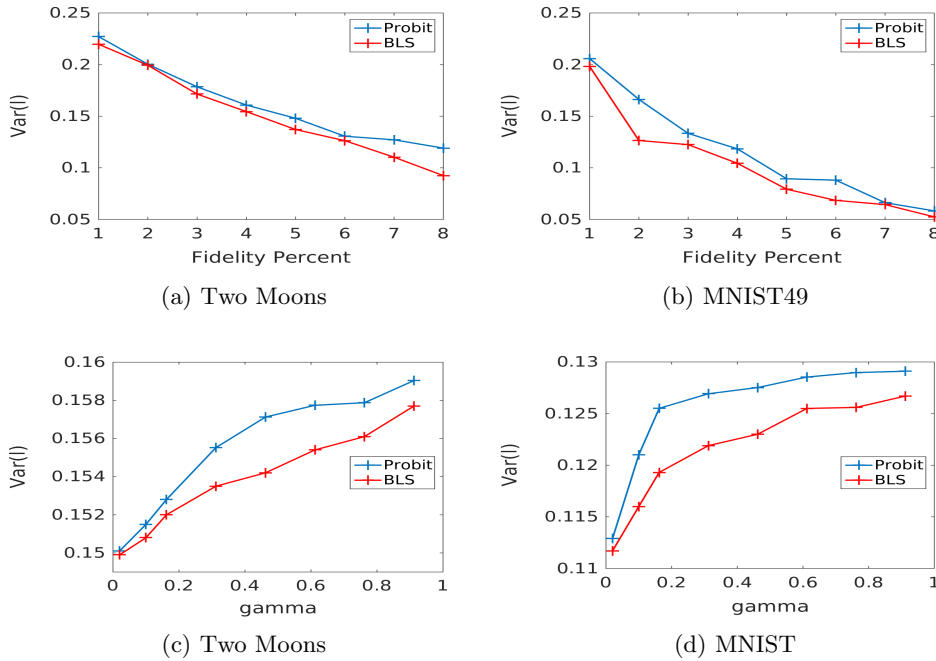 0.25
0.2
0.15
0.1
0.05
Var(l)
Probit
BLS
1 2 3 4 5 6 7 8
Fidelity Percent
(a) Two Moons
0.25
0.2
0.15
0.1
0.05
Var(l)
Probit
BLS
1 2 3 4 5 6 7 8
Fidelity Percent
(b) MNIST49
0.16
0.158
0.156
0.154
0.152
0.15
Var(l)
Probit
BLS
0 0.2 0.4 0.6 0.8 1
gamma
(c) Two Moons
0.13
0.125
0.12
0.115
0.11
Var(l)
Probit
BLS
0 0.2 0.4 0.6 0.8 1
gamma
(d) MNIST